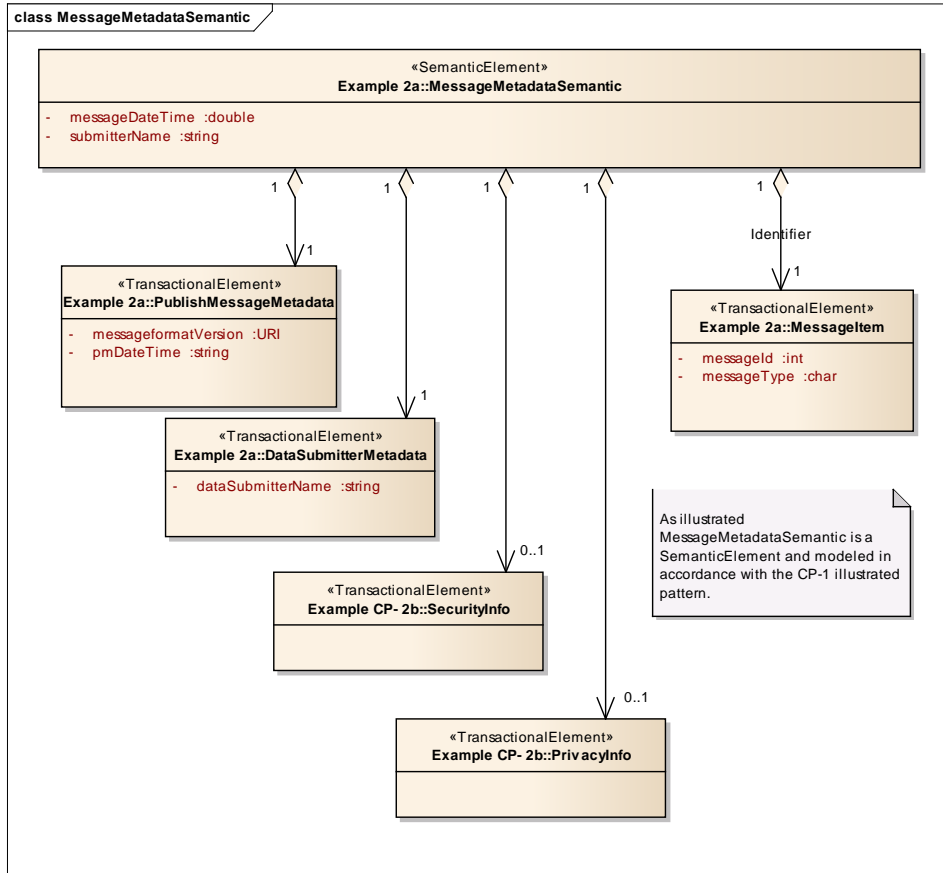 class MessageMetadataSemantic
«SemanticElement»
Example 2a::MessageMetadataSemantic
- messageDateTime :double
- submitterName :string
1 1 1 1 1
Identifier
1
1
«TransactionalElement»
Example 2a::PublishMessageMetadata
- messageformatVersion :URI
- pmDateTime :string
«TransactionalElement»
Example 2a::MessageItem
- messageId :int
- messageType :char
1
«TransactionalElement»
Example 2a::DataSubmitterMetadata
- dataSubmitterName :string
As illustrated
MessageMetadataSemantic is a
SemanticElement and modeled in
accordance with the CP-1 illustrated
pattern.
0..1
«TransactionalElement»
Example CP- 2b::SecurityInfo
0..1
«TransactionalElement»
Example CP- 2b::PrivacyInfo